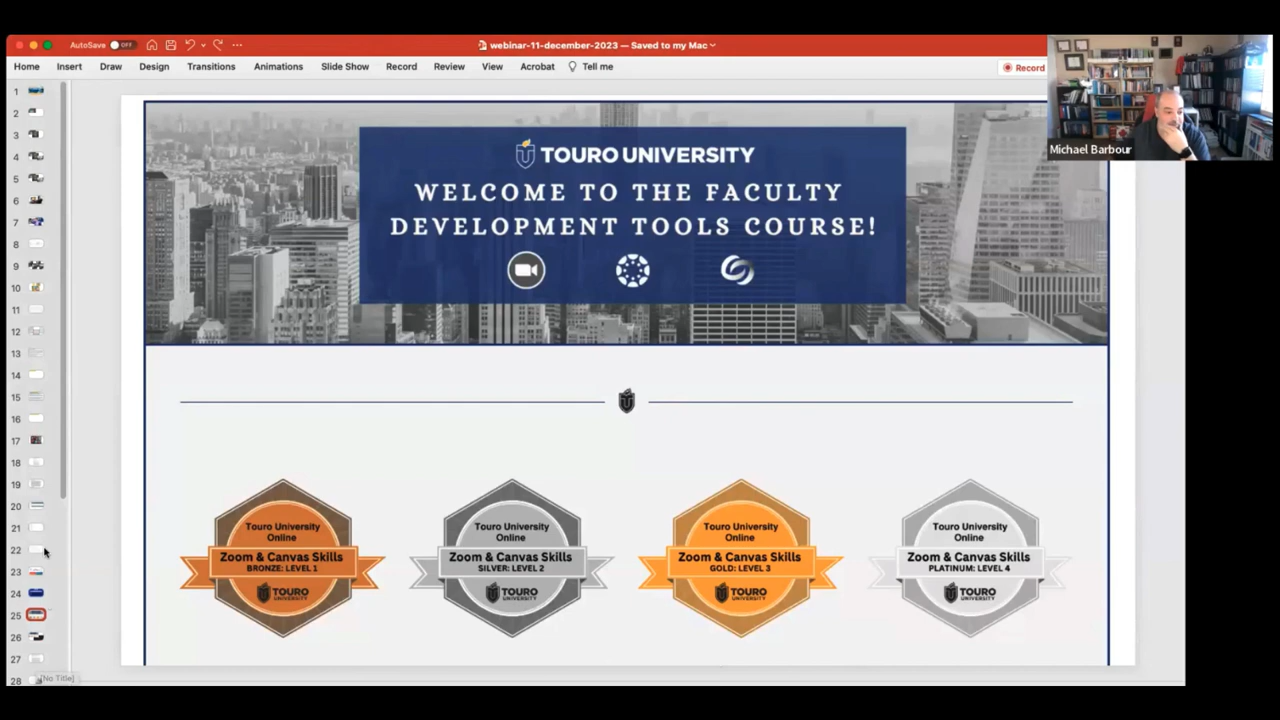 AutoSave OFF
webinar-11-december-2023 — Saved to my Mac
Home Insert Draw Design Transitions Animations Slide Show Record Review View Acrobat Tell me
Record
Michael Barbour
1
2
3
4
5
6
7
8
9
10
11
12
13
14
15
16
17
18
19
20
21
22
23
24
25
26
27
28
[No Title]
TOURO UNIVERSITY
WELCOME TO THE FACULTY
DEVELOPMENT TOOLS COURSE!
Touro University
Online
Zoom & Canvas Skills
BRONZE: LEVEL 1
TOURO
UNIVERSITY
Touro University
Online
Zoom & Canvas Skills
SILVER: LEVEL 2
TOURO
UNIVERSITY
Touro University
Online
Zoom & Canvas Skills
GOLD: LEVEL 3
TOURO
UNIVERSITY
Touro University
Online
Zoom & Canvas Skills
PLATINUM: LEVEL 4
TOURO
UNIVERSITY